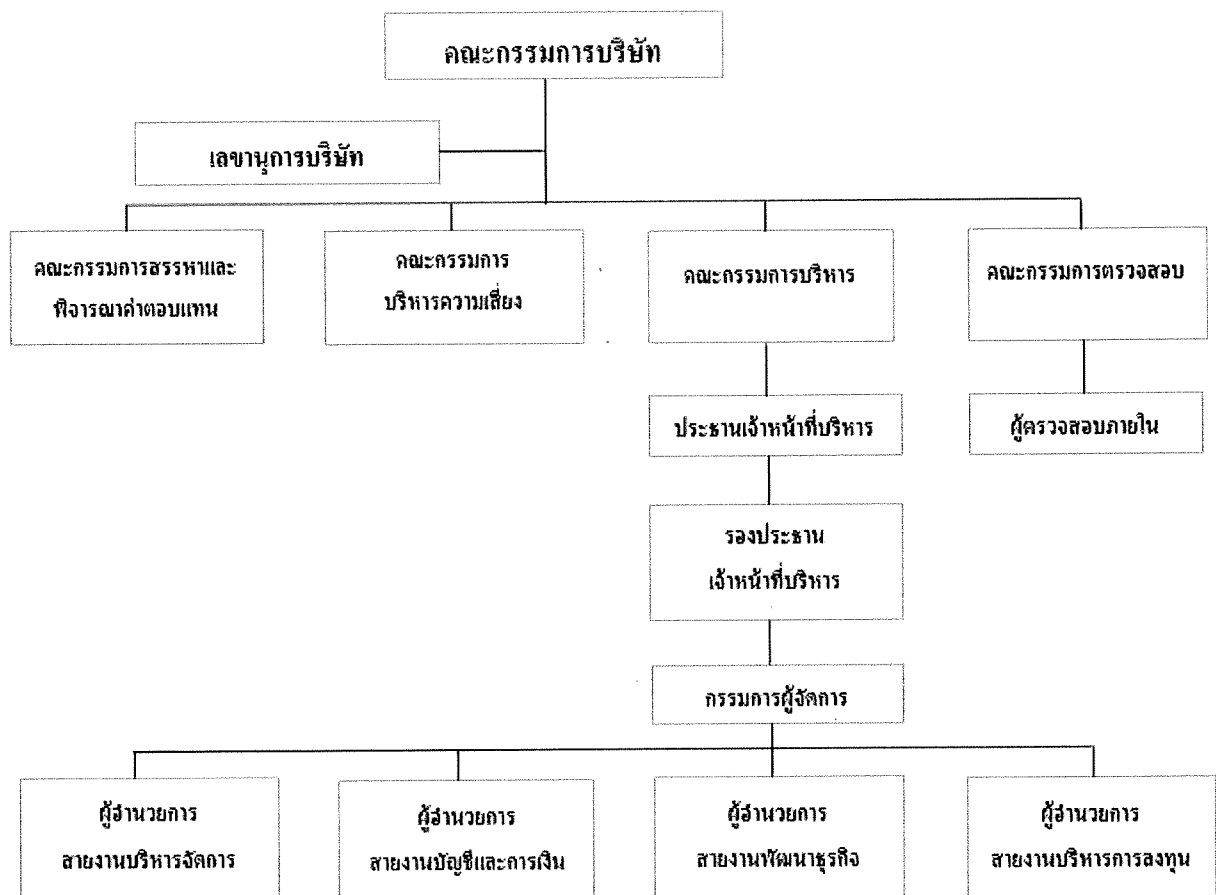 คณะกรรมการบริษัท
เลขานุการบริษัท
คณะกรรมการสรรหาและ
พิจารณาค่าตอบแทน
คณะกรรมการ
บริหารความเสี่ยง
คณะกรรมการบริหาร
คณะกรรมการตรวจสอบ
ประธานเจ้าหน้าที่บริหาร
ผู้ตรวจสอบภายใน
รองประธาน
เจ้าหน้าที่บริหาร
กรรมการผู้จัดการ
ผู้อำนวยการ
สายงานบริหารจัดการ
ผู้อำนวยการ
สายงานบัญชีและการเงิน
ผู้อำนวยการ
สายงานพัฒนาธุรกิจ
ผู้อำนวยการ
สายงานบริหารการลงทุน